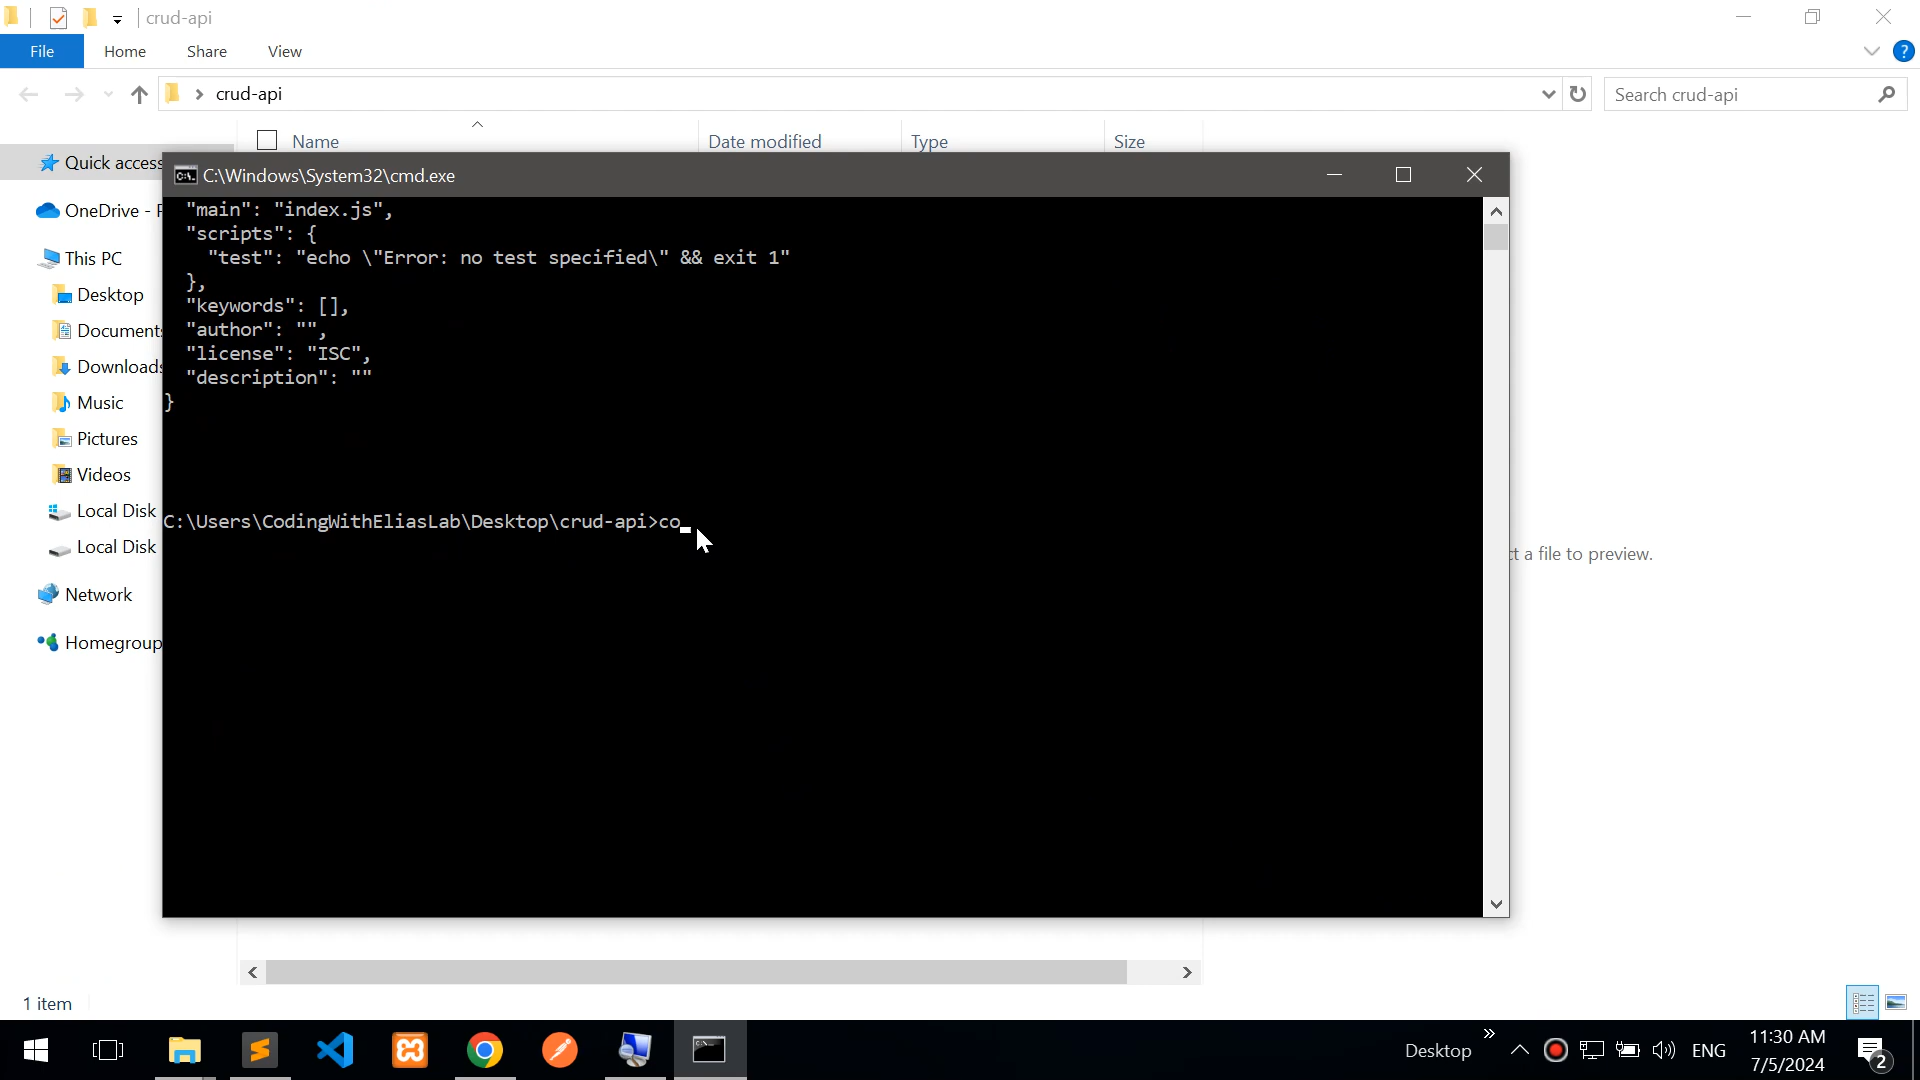 crud-api
File
Home
Share
View
?
crud-api
Search crud-api
Name
Date modified
Type
Size
Quick access
OneDrive -
This PC
Desktop
Documents
Downloads
Music
Pictures
Videos
Local Disk
Local Disk
Network
Homegroup
C:\Windows\System32\cmd.exe
"main": "index.js",
"scripts": {
"test": "echo \"Error: no test specified\" && exit 1"
},
"keywords": [],
"author": "",
"license": "ISC",
"description": ""
}
C:\Users\CodingWithEliasLab\Desktop\crud-api>co
t a file to preview.
1 item
Desktop
ENG
11:30 AM
7/5/2024
2